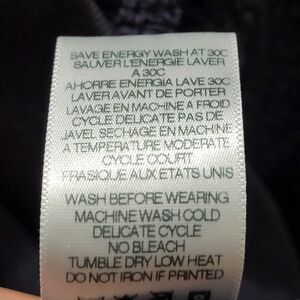 SAVE ENERGY WASH AT 30C
SAUVER L'ENERGIE LAVER
A 30C
AHORRE ENERGIA LAVE 30C
LAVER AVANT DE PORTER
LAVAGE EN MACHINE A FROID
CYCLE DELICATE PAS DE
JAVEL SECHAGE EN MACHINE
A TEMPERATURE MODERATE
CYCLE COURT
FRASIQUE AUX ETATS UNIS
WASH BEFORE WEARING
MACHINE WASH COLD
DELICATE CYCLE
NO BLEACH
TUMBLE DRY LOW HEAT
DO NOT IRON IF PRINTED